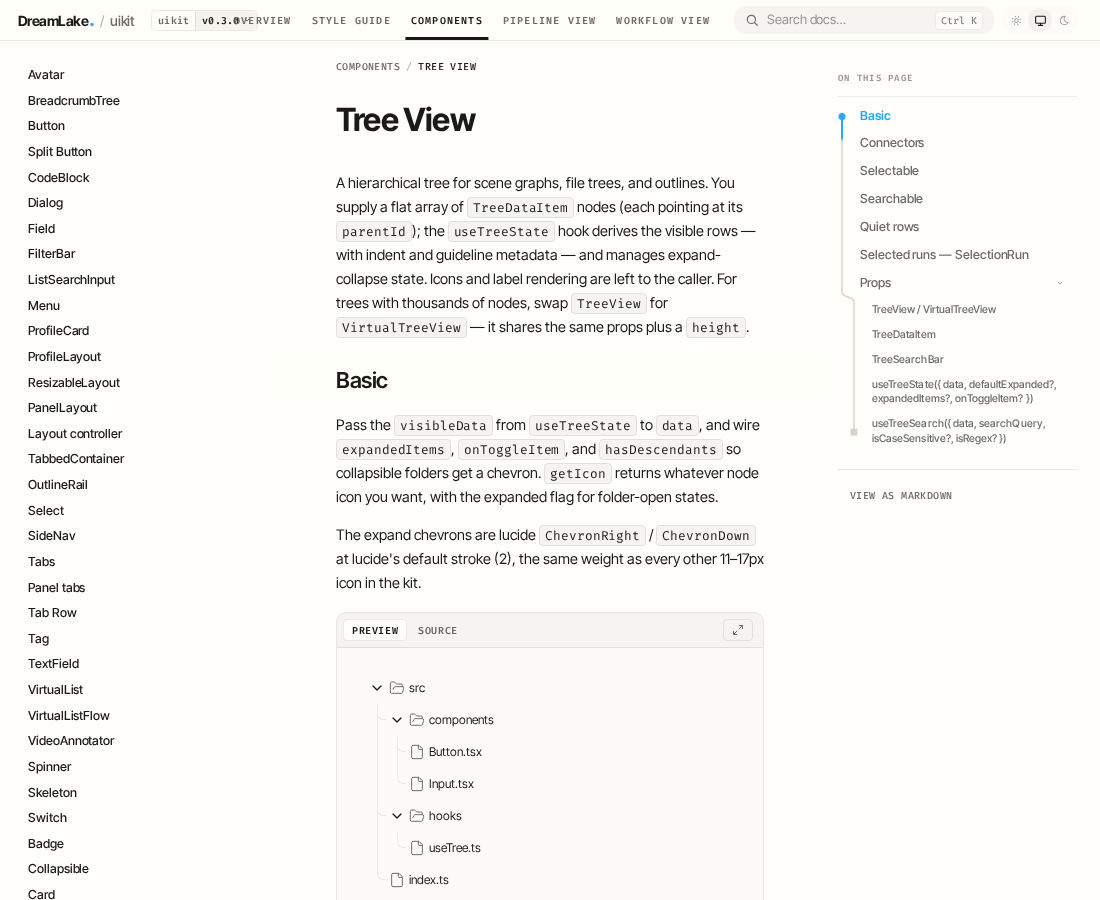 DreamLake. / uikit
uikit v0.3.0 OVERVIEW STYLE GUIDE COMPONENTS PIPELINE VIEW WORKFLOW VIEW
Search docs... Ctrl K
Avatar
BreadcrumbTree
Button
Split Button
CodeBlock
Dialog
Field
FilterBar
ListSearchInput
Menu
ProfileCard
ProfileLayout
ResizableLayout
PanelLayout
Layout controller
TabbedContainer
OutlineRail
Select
SideNav
Tabs
Panel tabs
Tab Row
Tag
TextField
VirtualList
VirtualListFlow
VideoAnnotator
Spinner
Skeleton
Switch
Badge
Collapsible
Card
COMPONENTS / TREE VIEW
Tree View
A hierarchical tree for scene graphs, file trees, and outlines. You
supply a flat array of TreeDataItem nodes (each pointing at its
parentId); the useTreeState hook derives the visible rows —
with indent and guideline metadata — and manages expand-
collapse state. Icons and label rendering are left to the caller. For
trees with thousands of nodes, swap TreeView for
VirtualTreeView — it shares the same props plus a height.
Basic
Pass the visibleData from useTreeState to data, and wire
expandedItems, onToggleItem, and hasDescendants so
collapsible folders get a chevron. getIcon returns whatever node
icon you want, with the expanded flag for folder-open states.
The expand chevrons are lucide ChevronRight / ChevronDown
at lucide's default stroke (2), the same weight as every other 11–17px
icon in the kit.
PREVIEW SOURCE
src
components
Button.tsx
Input.tsx
hooks
useTree.ts
index.ts
ON THIS PAGE
Basic
Connectors
Selectable
Searchable
Quiet rows
Selected runs — SelectionRun
Props
TreeView / VirtualTreeView
TreeDataItem
TreeSearchBar
useTreeState({ data, defaultExpanded?,
expandedItems?, onToggleItem? })
useTreeSearch({ data, searchQuery,
isCaseSensitive?, isRegex? })
VIEW AS MARKDOWN